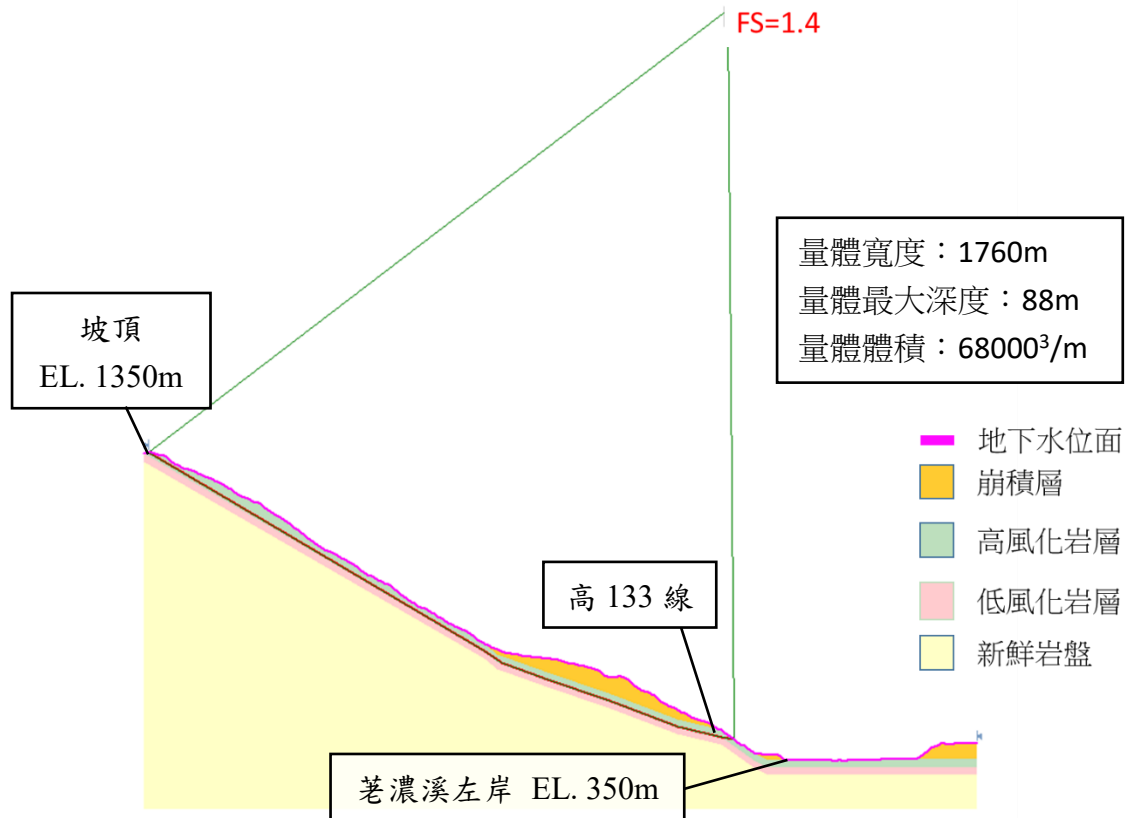 FS=1.4
量體寬度：1760m
量體最大深度：88m
量體體積：68000³/m
坡頂
EL. 1350m
地下水位面
崩積層
高風化岩層
低風化岩層
新鮮岩盤
高 133 線
荖濃溪左岸 EL. 350m